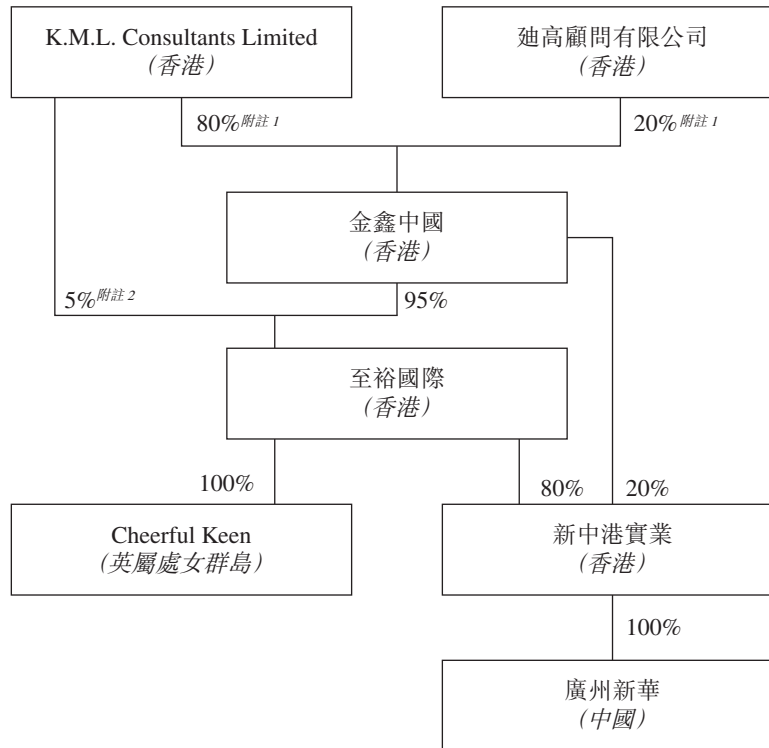 K.M.L. Consultants Limited
(香港)
廸高顧問有限公司
(香港)
80%附註 1
20%附註 1
金鑫中國
(香港)
5%附註 2
95%
至裕國際
(香港)
100%
80%
20%
Cheerful Keen
(英屬處女群島)
新中港實業
(香港)
100%
廣州新華
(中國)